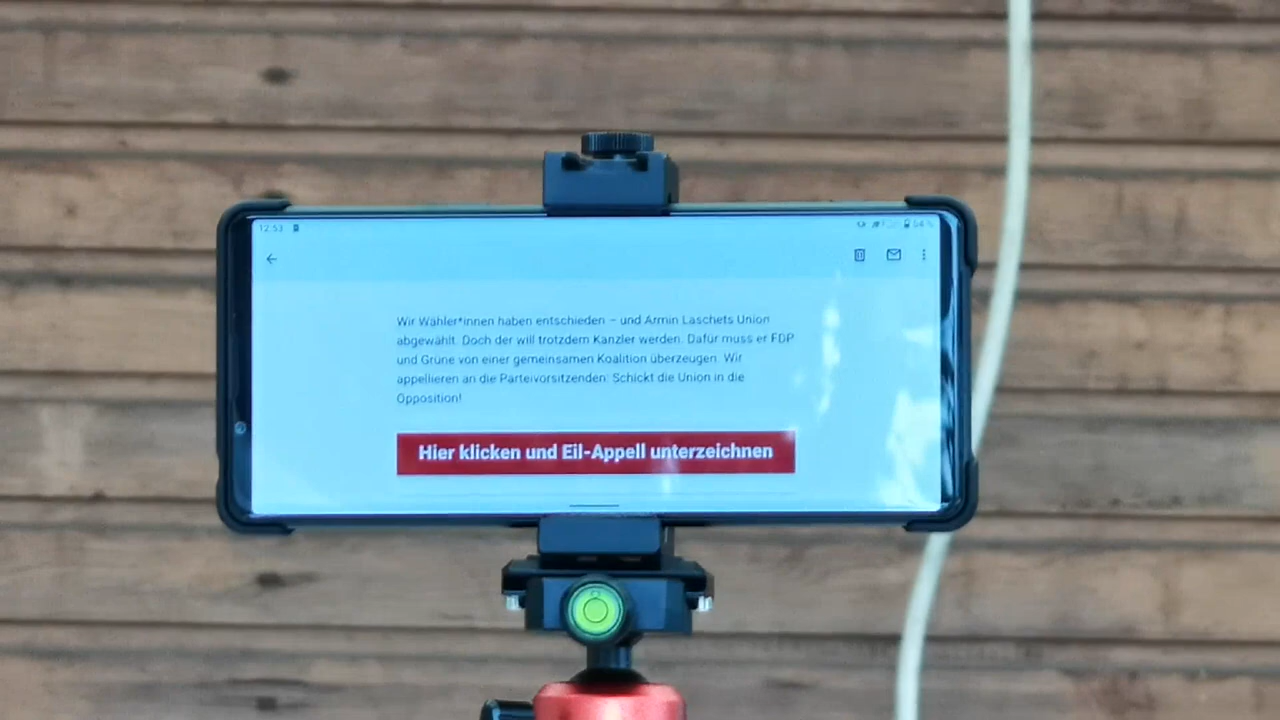 12:53
Wir Wähler*innen haben entschieden – und Armin Laschets Union
abgewählt. Doch der will trotzdem Kanzler werden. Dafür muss er FDP
und Grüne von einer gemeinsamen Koalition überzeugen. Wir
appellieren an die Parteivorsitzenden: Schickt die Union in die
Opposition!
Hier klicken und Eil-Appell unterzeichnen